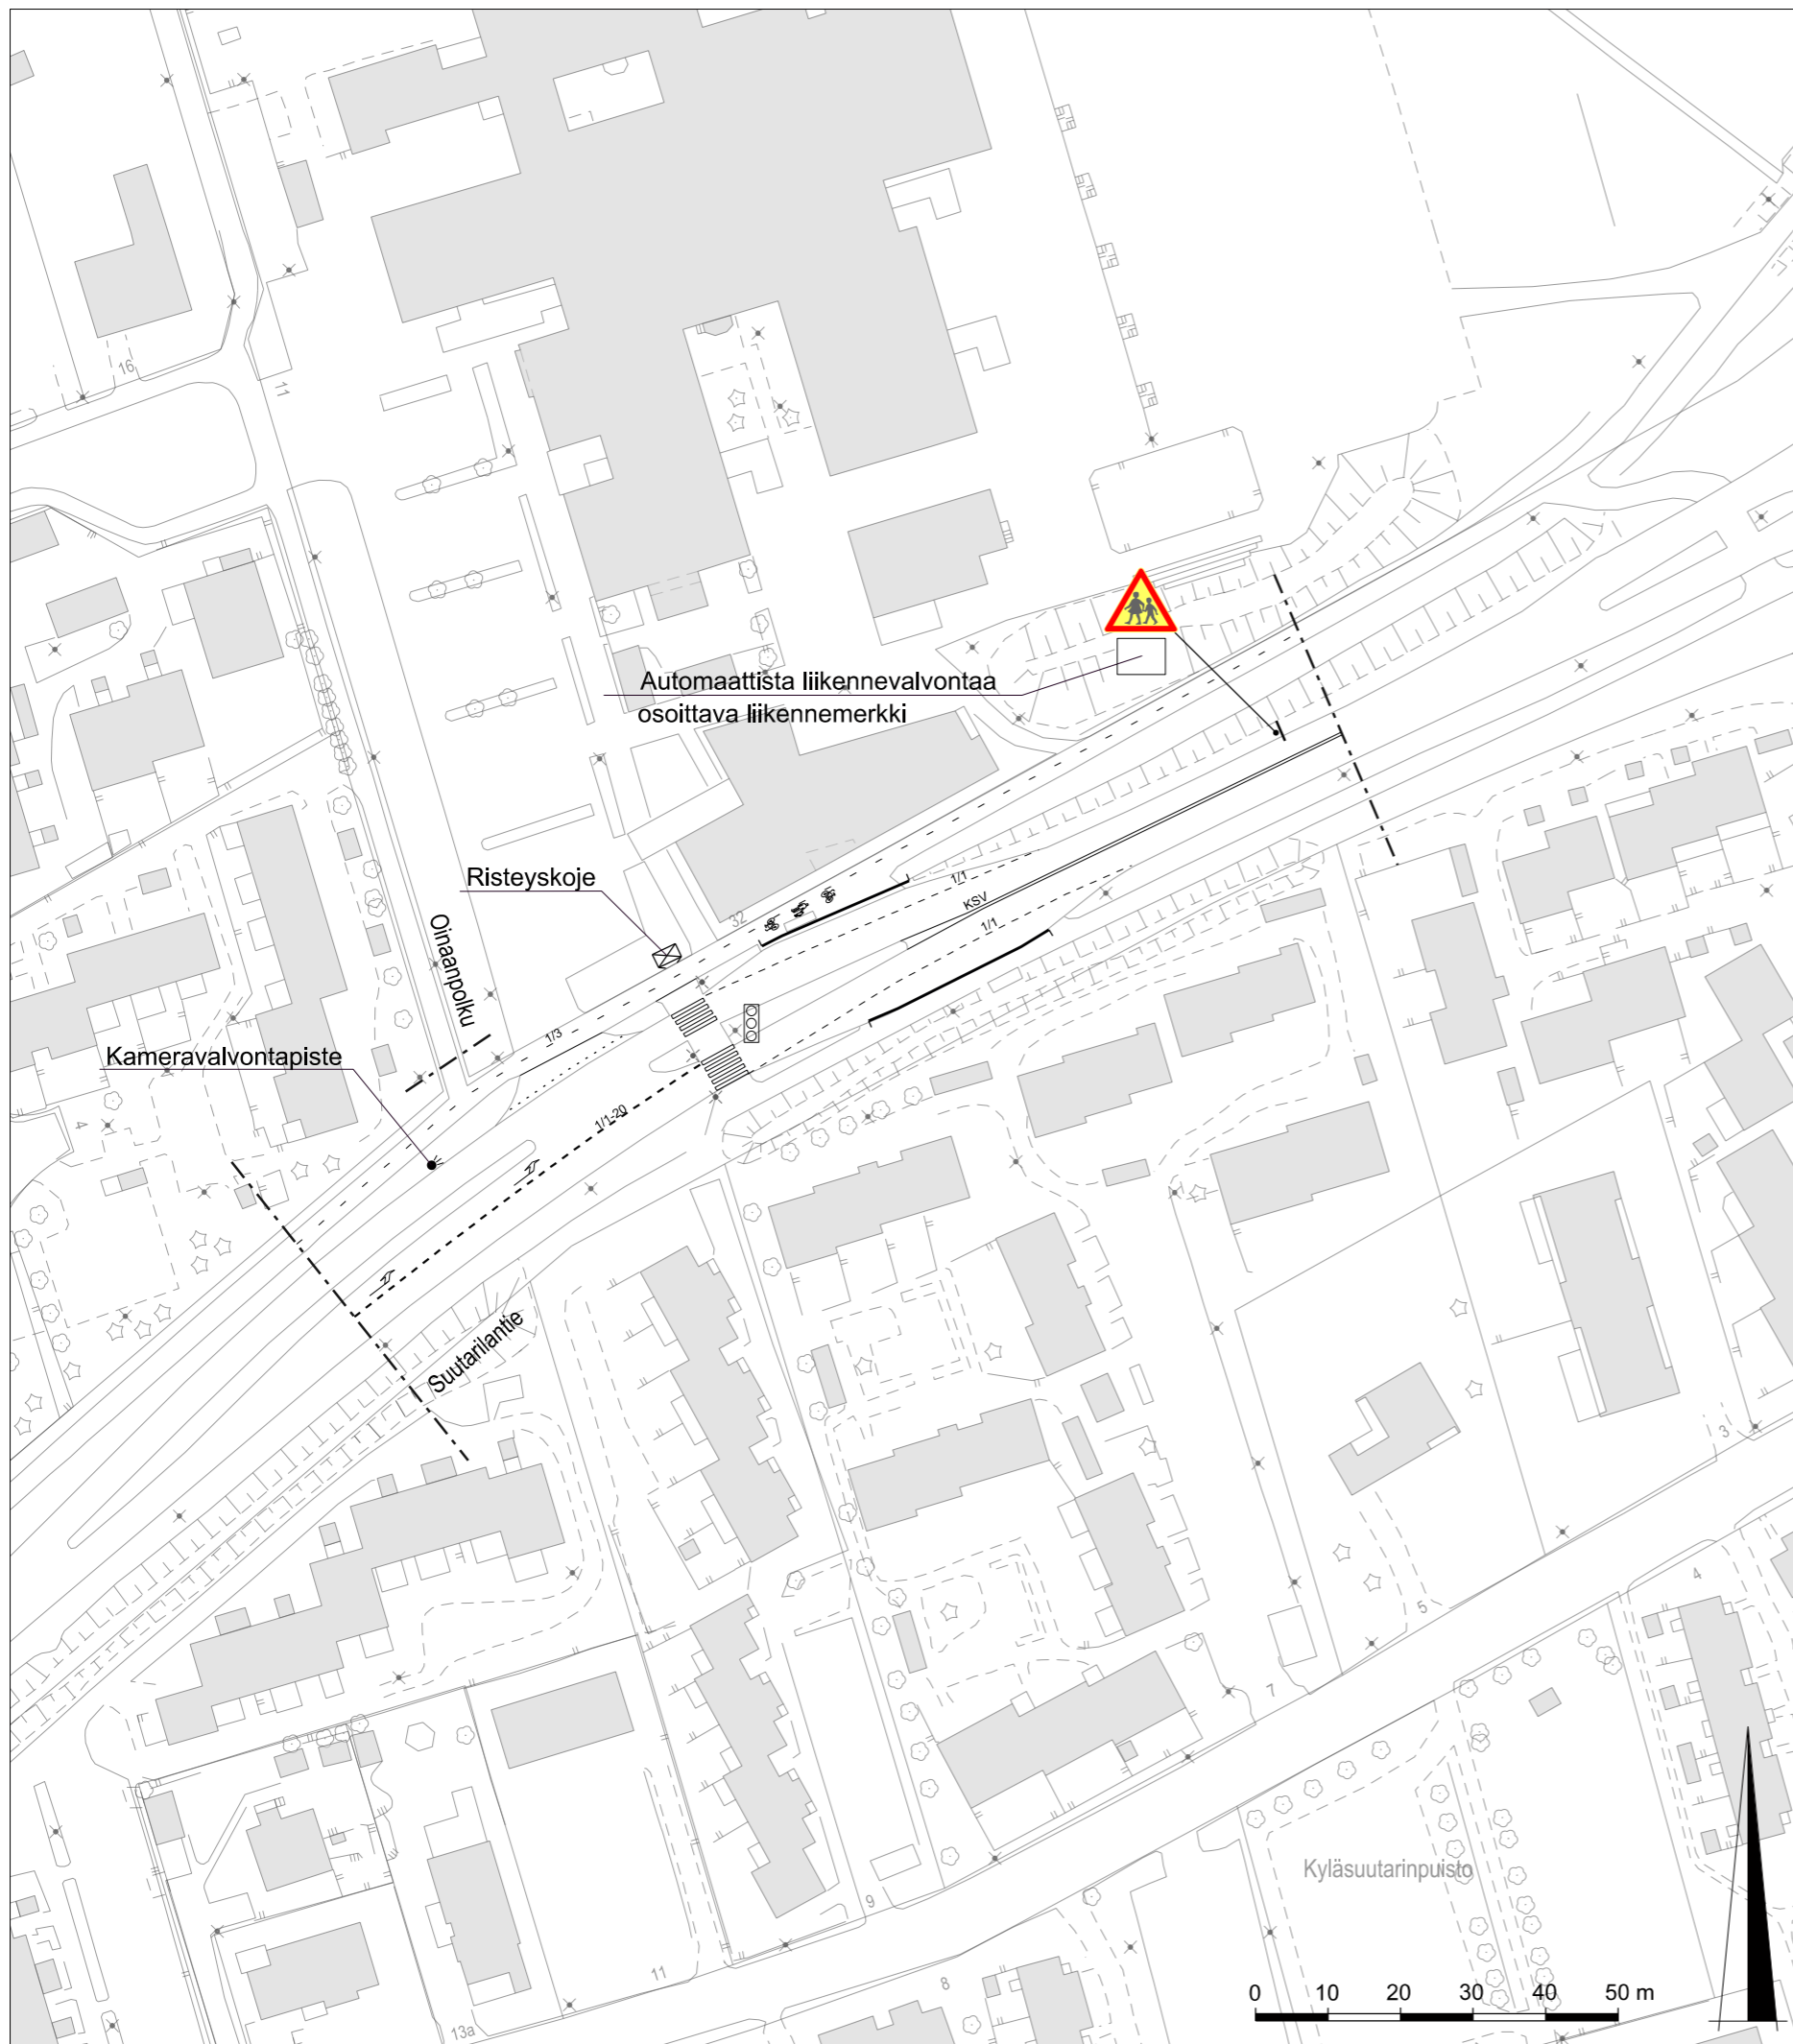 16
11
Automaattista liikennevalvontaa
osoittava liikennemerkki
Risteyskoje
32
1/1
KSV
1/1
Oinaanpolku
1/3
Kameravalvontapiste
4
1/1-20
Suutarilantie
3
5
4
7
Kyläsuutarinpuisto
9
11
8
13a
0 10 20 30 40 50 m